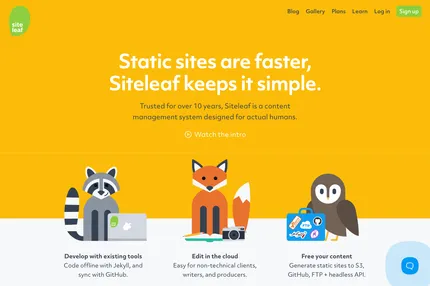 site
leaf
Blog Gallery Plans Learn Log in Sign up
Static sites are faster,
Siteleaf keeps it simple.
Trusted for over 10 years, Siteleaf is a content
management system designed for actual humans.
Watch the intro
Develop with existing tools
Code offline with Jekyll, and
sync with GitHub.
Edit in the cloud
Easy for non-technical clients,
writers, and producers.
Free your content
Generate static sites to S3,
GitHub, FTP + headless API.